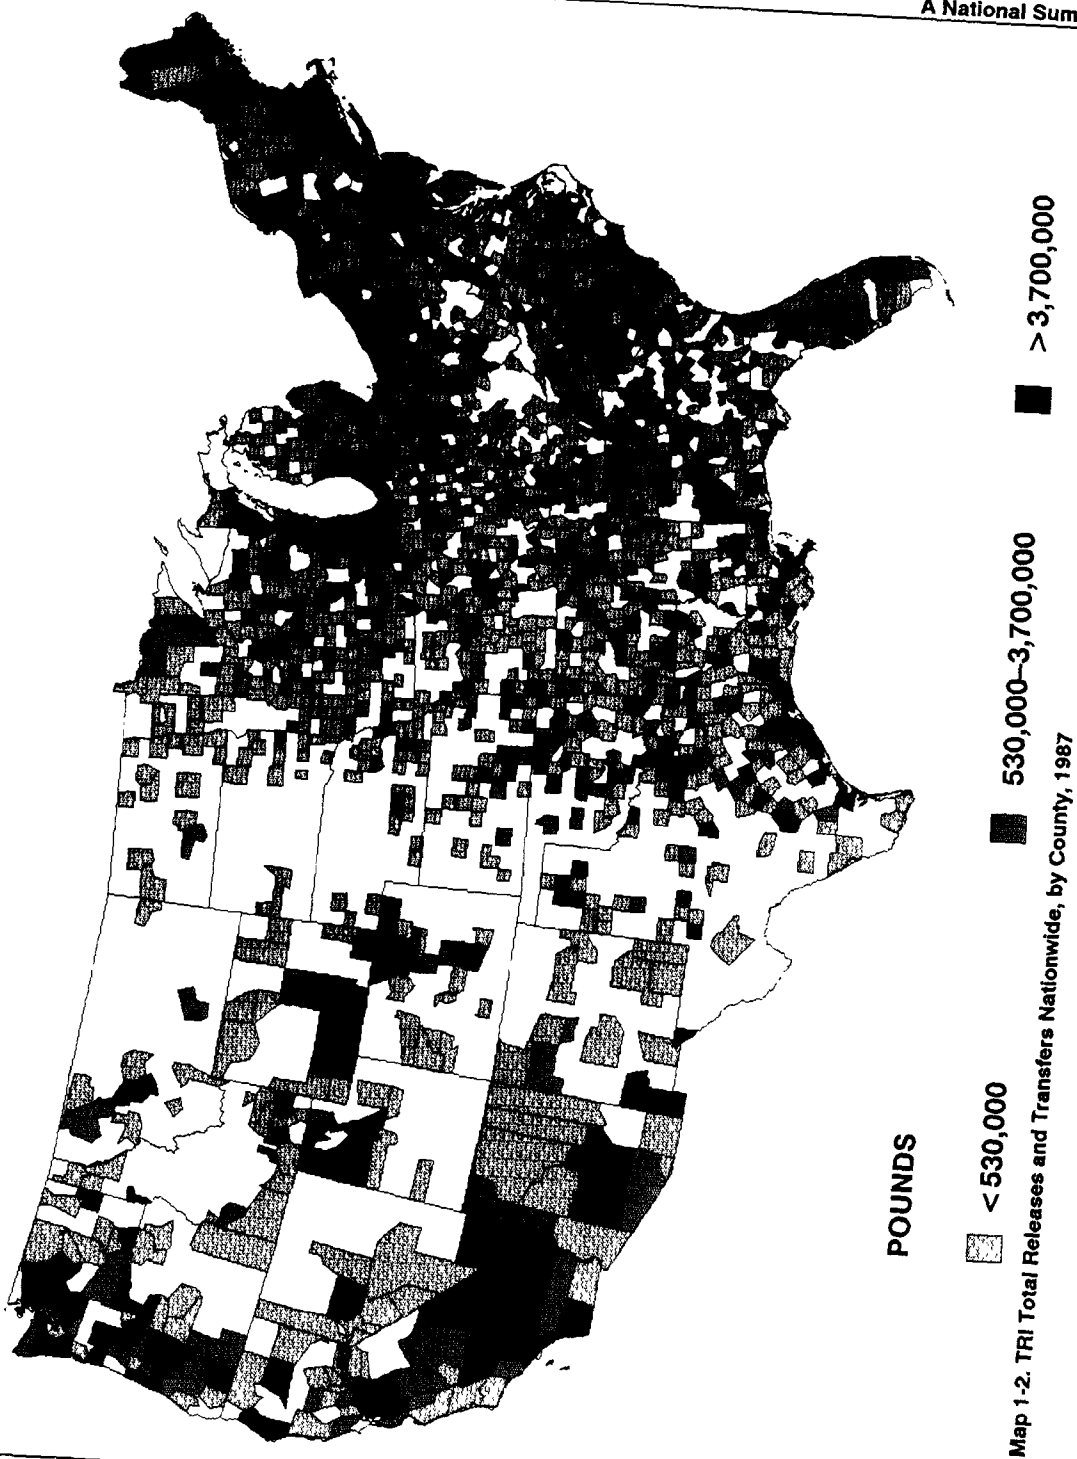 A National Sum
POUNDS
<530,000
530,000–3,700,000
>3,700,000
Map 1-2. TRI Total Releases and Transfers Nationwide, by County, 1987